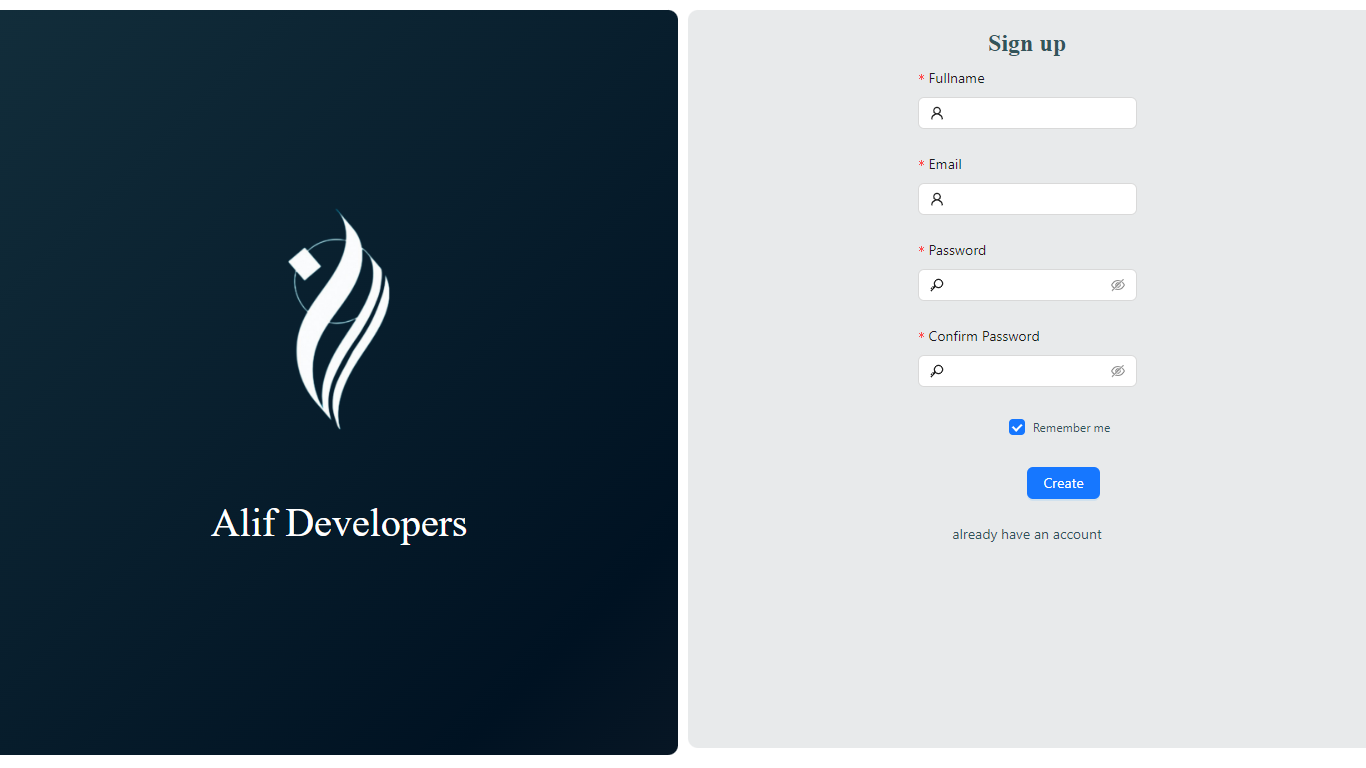 Alif Developers
Sign up
* Fullname
* Email
* Password
* Confirm Password
Remember me
Create
already have an account